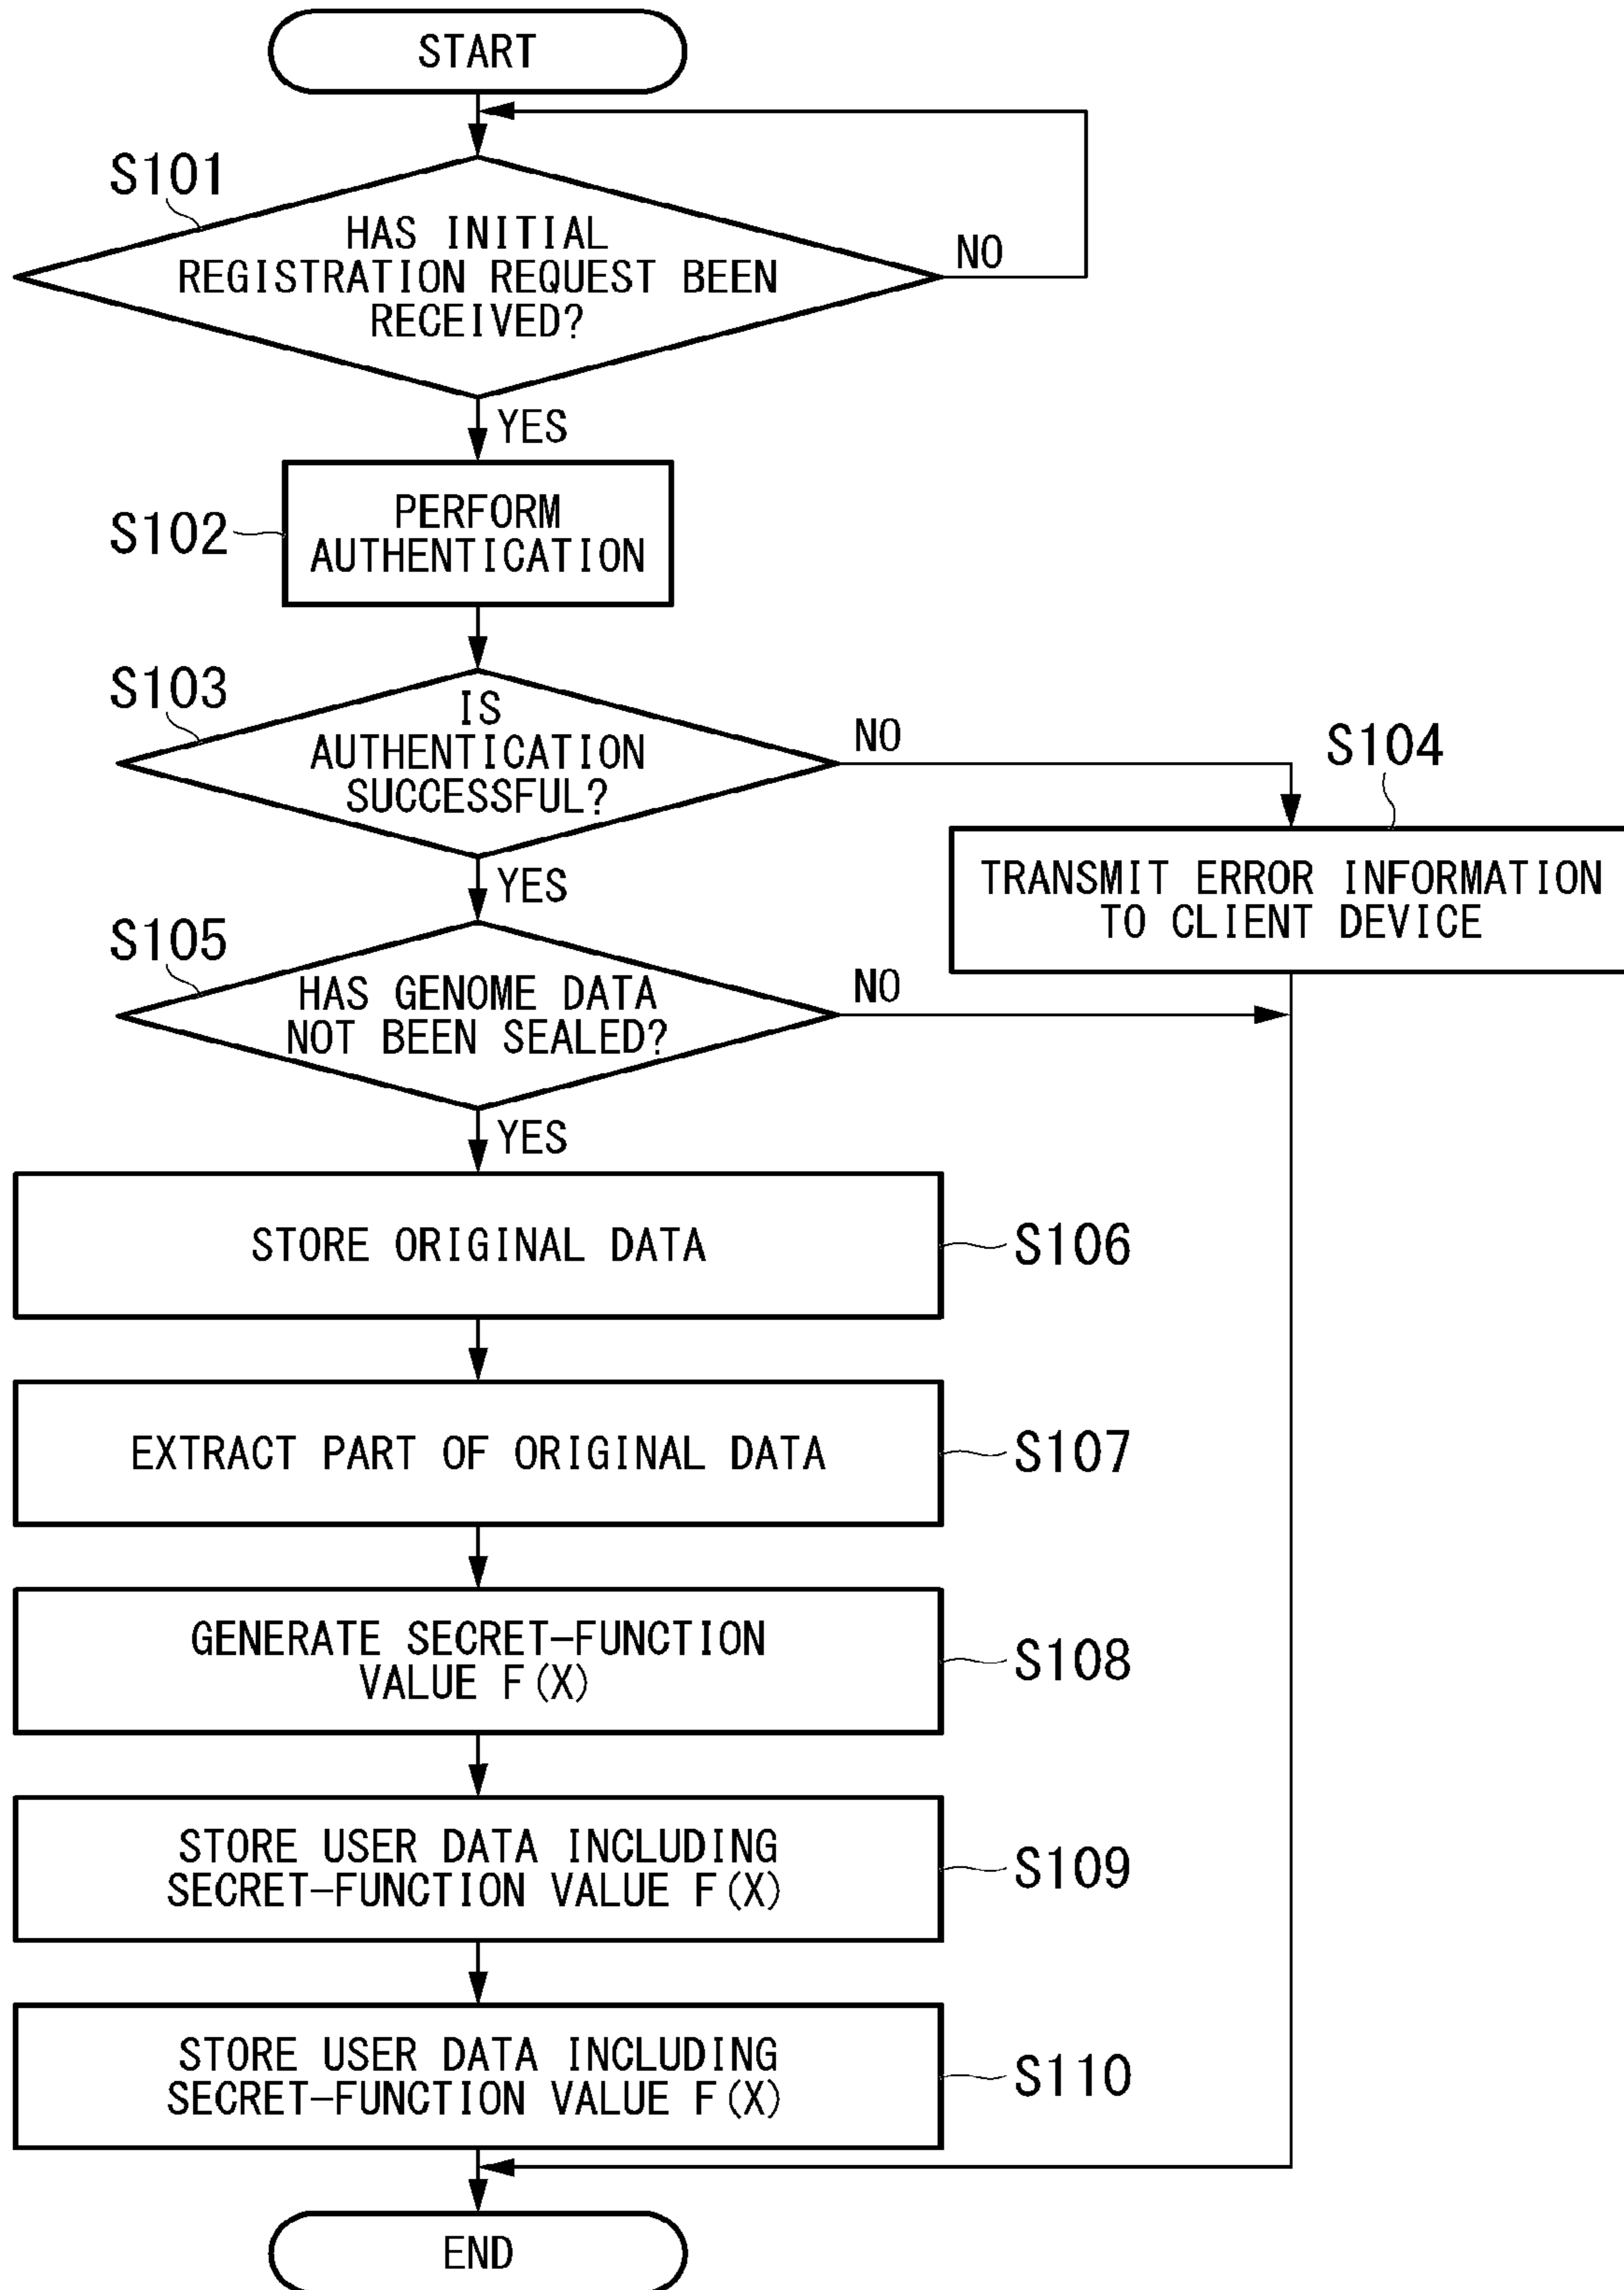 START
S101
HAS INITIAL
REGISTRATION REQUEST BEEN
RECEIVED?
NO
YES
S102
PERFORM
AUTHENTICATION
S103
IS
AUTHENTICATION
SUCCESSFUL?
NO
S104
TRANSMIT ERROR INFORMATION
TO CLIENT DEVICE
YES
S105
HAS GENOME DATA
NOT BEEN SEALED?
NO
YES
STORE ORIGINAL DATA
S106
EXTRACT PART OF ORIGINAL DATA
S107
GENERATE SECRET-FUNCTION
VALUE F(X)
S108
STORE USER DATA INCLUDING
SECRET-FUNCTION VALUE F(X)
S109
STORE USER DATA INCLUDING
SECRET-FUNCTION VALUE F(X)
S110
END